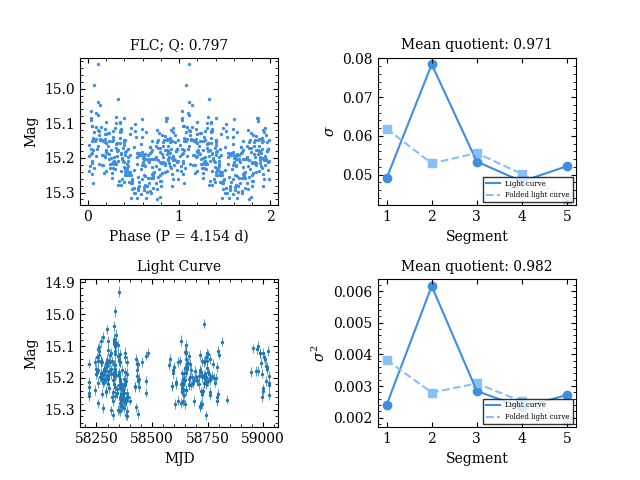 FLC; Q: 0.797
Mag
15.0
15.1
15.2
15.3
0 1 2
Phase (P = 4.154 d)
Mean quotient: 0.971
σ
0.08
0.07
0.06
0.05
Light curve
Folded light curve
1 2 3 4 5
Segment
Light Curve
Mag
14.9
15.0
15.1
15.2
15.3
58250 58500 58750 59000
MJD
Mean quotient: 0.982
σ²
0.006
0.005
0.004
0.003
0.002
Light curve
Folded light curve
1 2 3 4 5
Segment